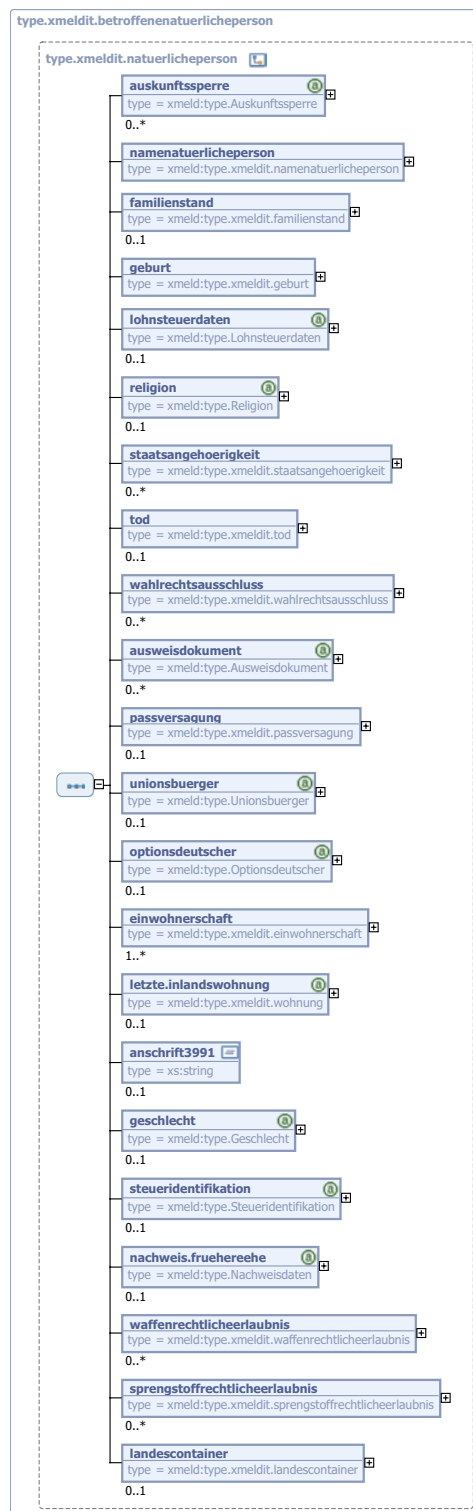 type.xmeldit.betroffenenatuerlicheperson
type.xmeldit.natuerlicheperson
auskunftssperre
type = xmeld:type.Auskunftssperre
0..*
namenatuerlicheperson
type = xmeld:type.xmeldit.namenatuerlicheperson
familienstand
type = xmeld:type.xmeldit.familienstand
0..1
geburt
type = xmeld:type.xmeldit.geburt
lohnsteuerdaten
type = xmeld:type.Lohnsteuerdaten
0..1
religion
type = xmeld:type.Religion
0..1
staatsangehoerigkeit
type = xmeld:type.xmeldit.staatsangehoerigkeit
0..*
tod
type = xmeld:type.xmeldit.tod
0..1
wahlrechtsausschluss
type = xmeld:type.xmeldit.wahlrechtsausschluss
0..*
ausweisdokument
type = xmeld:type.Ausweisdokument
0..*
passversagung
type = xmeld:type.xmeldit.passversagung
0..1
unionsbuerger
type = xmeld:type.Unionsbuerger
0..1
optionsdeutscher
type = xmeld:type.Optionsdeutscher
0..1
einwohnerschaft
type = xmeld:type.xmeldit.einwohnerschaft
1..*
letzte.inlandswohnung
type = xmeld:type.xmeldit.wohnung
0..1
anschrift3991
type = xs:string
0..1
geschlecht
type = xmeld:type.Geschlecht
0..1
steueridentifikation
type = xmeld:type.Steueridentifikation
0..1
nachweis.fruehereehe
type = xmeld:type.Nachweisdaten
0..1
waffenrechtlicheerlaubnis
type = xmeld:type.xmeldit.waffenrechtlicheerlaubnis
0..*
sprengstoffrechtlicheerlaubnis
type = xmeld:type.xmeldit.sprengstoffrechtlicheerlaubnis
0..*
landescontainer
type = xmeld:type.xmeldit.landescontainer
0..1